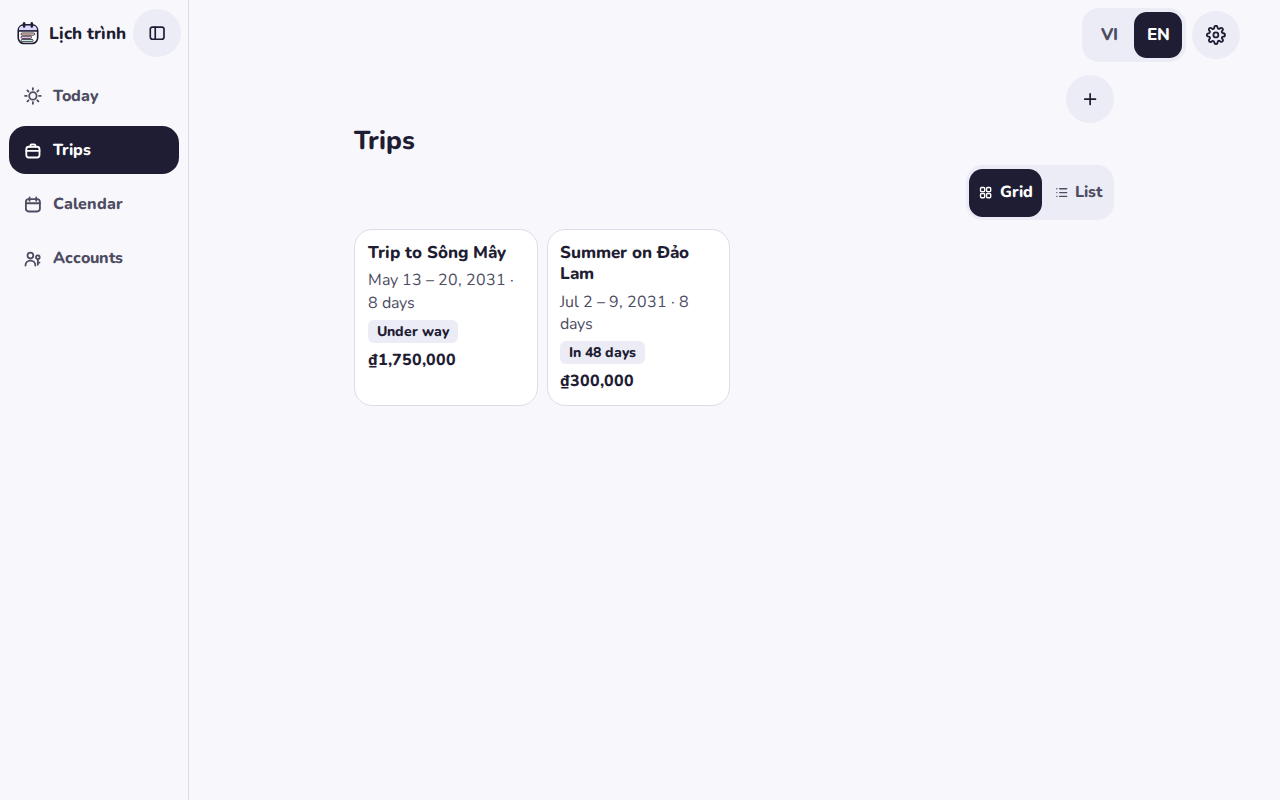 Lịch trình
VI
EN
Today
Trips
Calendar
Accounts
Trips
Grid
List
Trip to Sông Mây
May 13 – 20, 2031 ·
8 days
Under way
₫1,750,000
Summer on Đảo
Lam
Jul 2 – 9, 2031 · 8
days
In 48 days
₫300,000